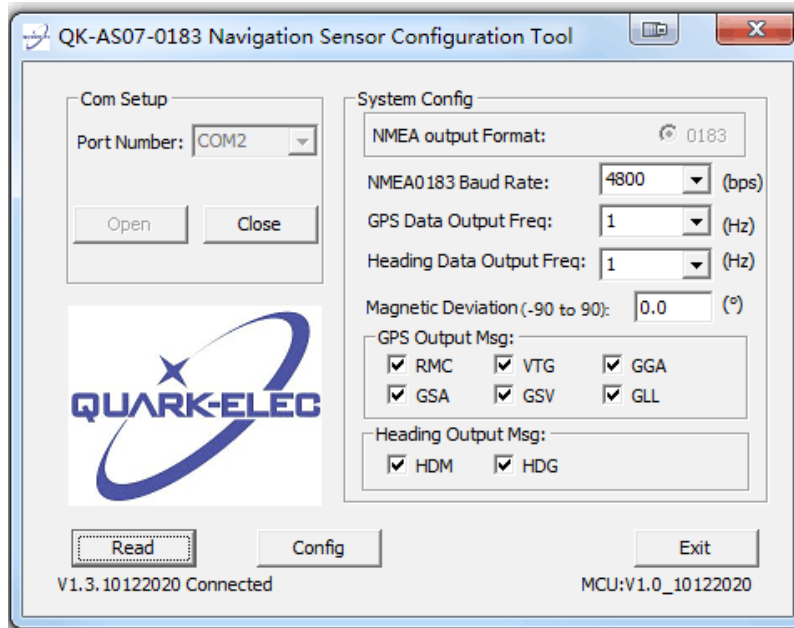 QK-AS07-0183 Navigation Sensor Configuration Tool
Com Setup
Port Number: COM2
Open Close
QUARK-ELEC
System Config
NMEA output Format: 0183
NMEA0183 Baud Rate: 4800 (bps)
GPS Data Output Freq: 1 (Hz)
Heading Data Output Freq: 1 (Hz)
Magnetic Deviation (-90 to 90): 0.0 (°)
GPS Output Msg:
RMC VTG GGA
GSA GSV GLL
Heading Output Msg:
HDM HDG
Read Config Exit
V1.3.10122020 Connected MCU:V1.0_10122020